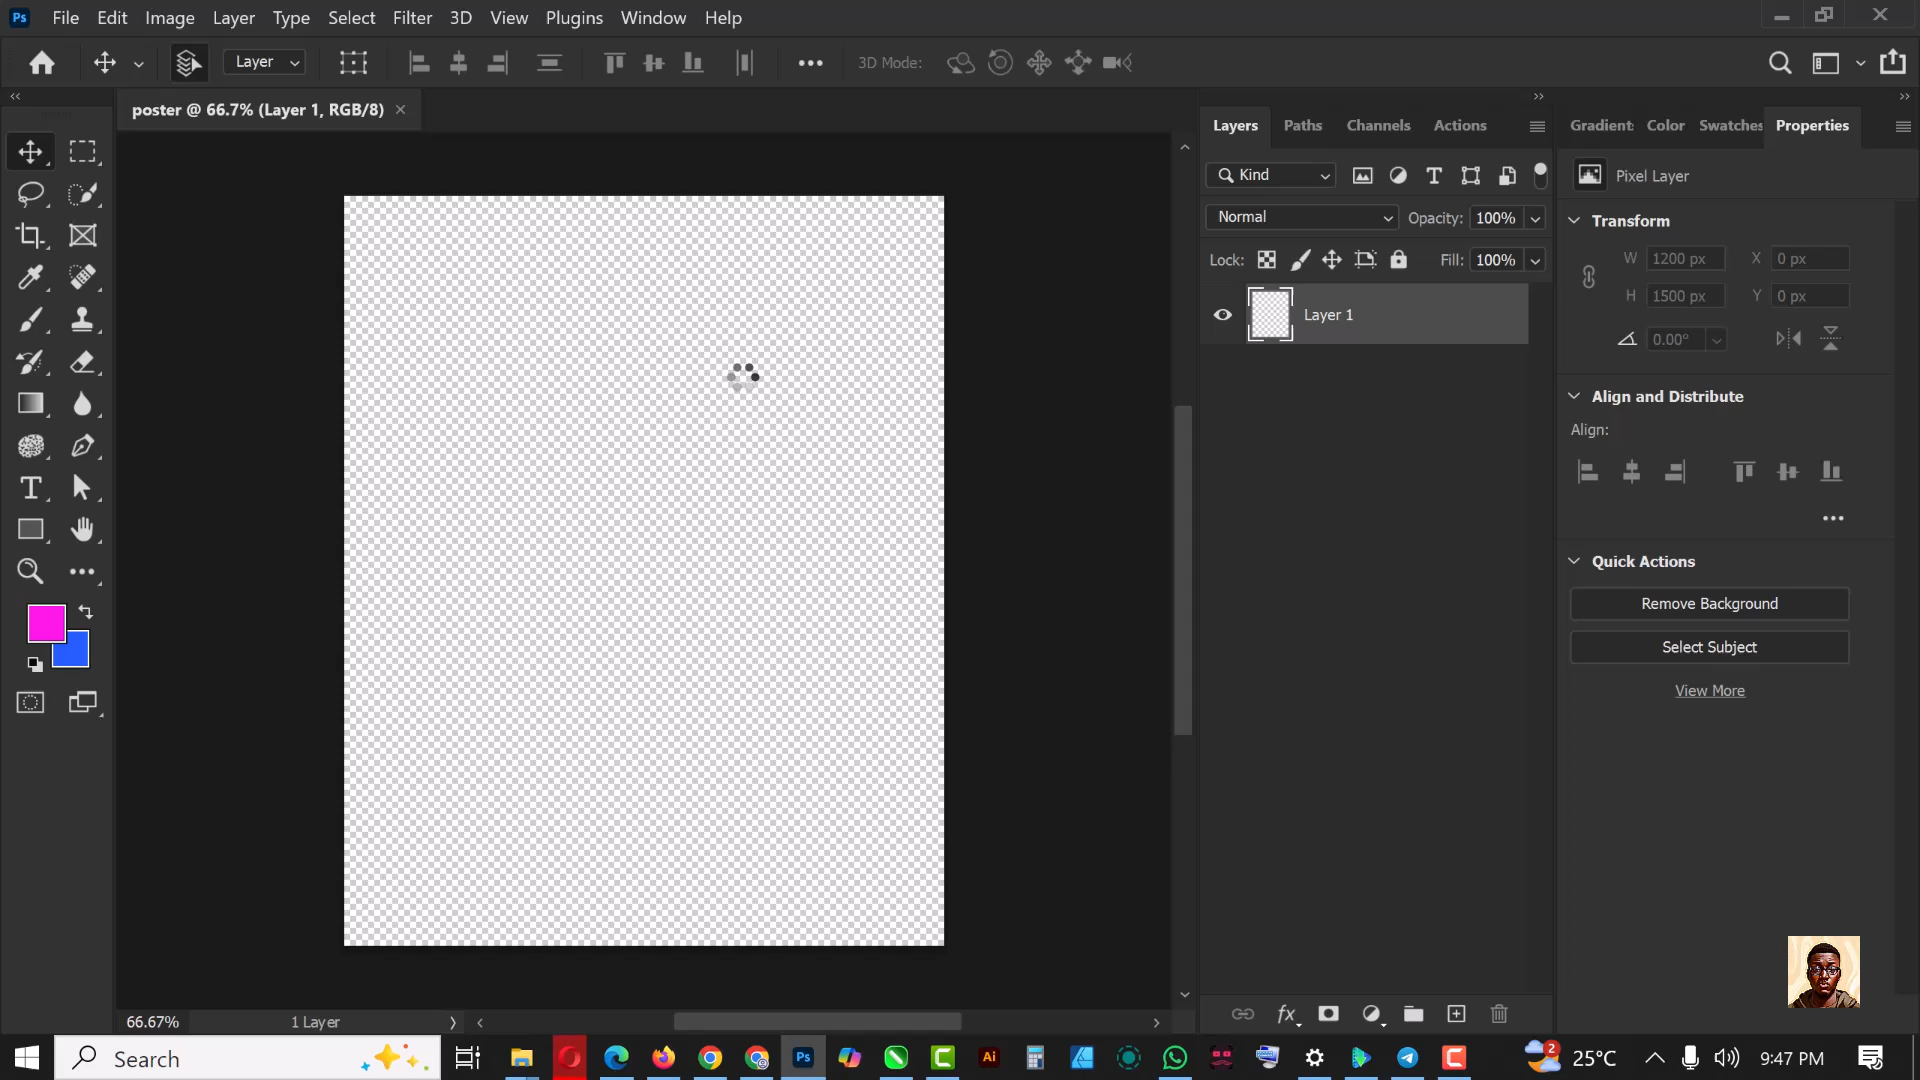 Ps File Edit Image Layer Type Select Filter 3D View Plugins Window Help
Layer 3D Mode:
poster @ 66.7% (Layer 1, RGB/8)
Layers Paths Channels Actions
Gradient Color Swatches Properties
Kind
Pixel Layer
Normal Opacity: 100%
Transform
Lock: Fill: 100%
W 1200 px X 0 px
H 1500 px Y 0 px
Layer 1
0.00°
Align and Distribute
Align:
T
Quick Actions
Remove Background
Select Subject
View More
66.67% 1 Layer
fx
Search
Ps
Ai
2
25°C
9:47 PM